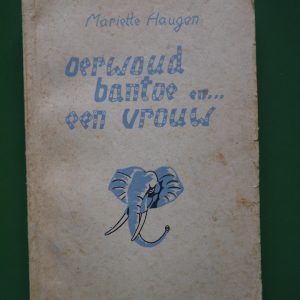 Mariette Haugen
oerwoud
bantoe en...
een vrouw